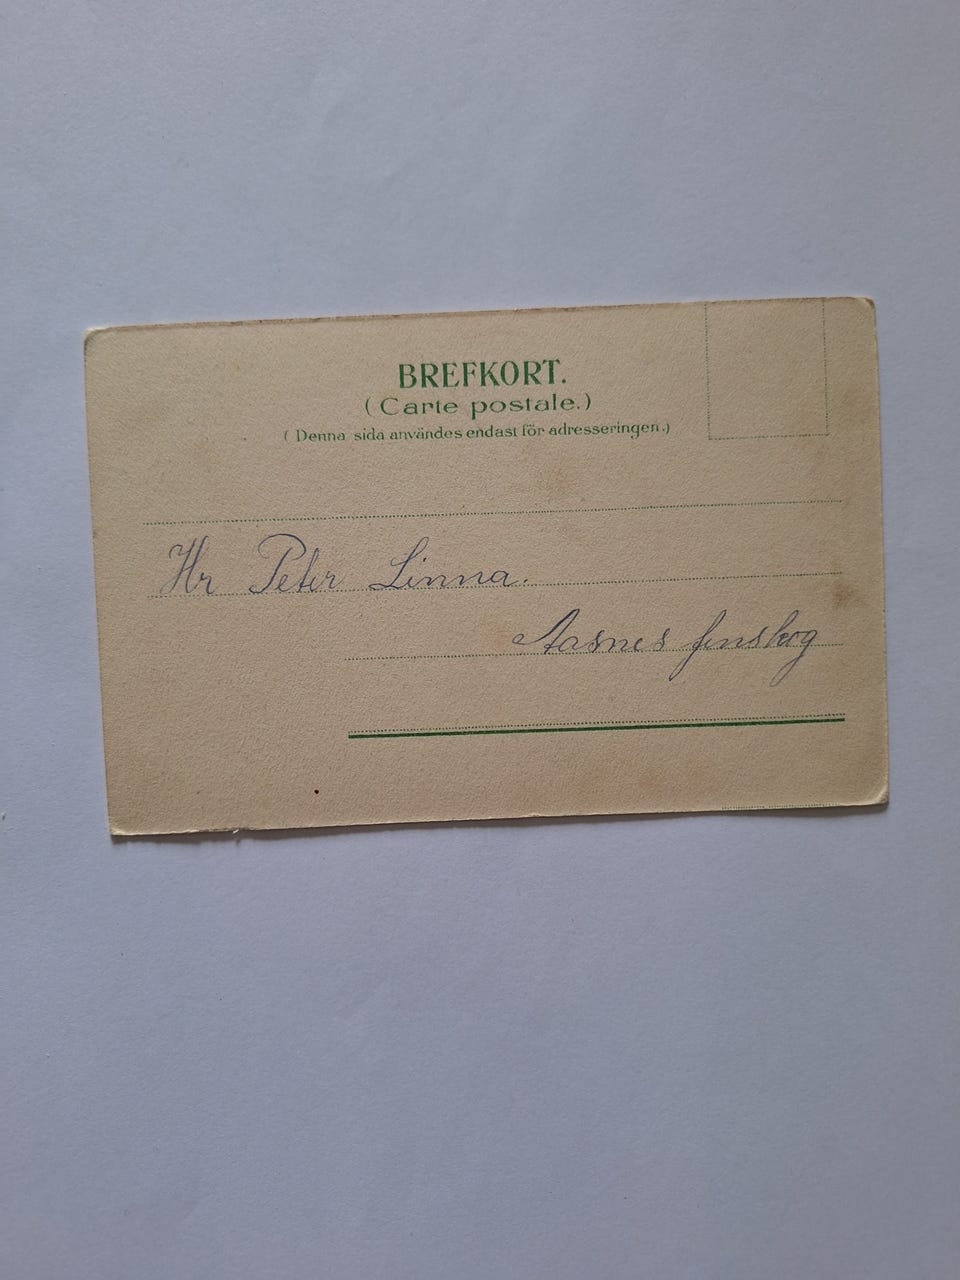 BREFKORT.
(Carte postale.)
(Denna sida användes endast för adresseringen.)
Hr Peter Linna.
Aasnes finskog